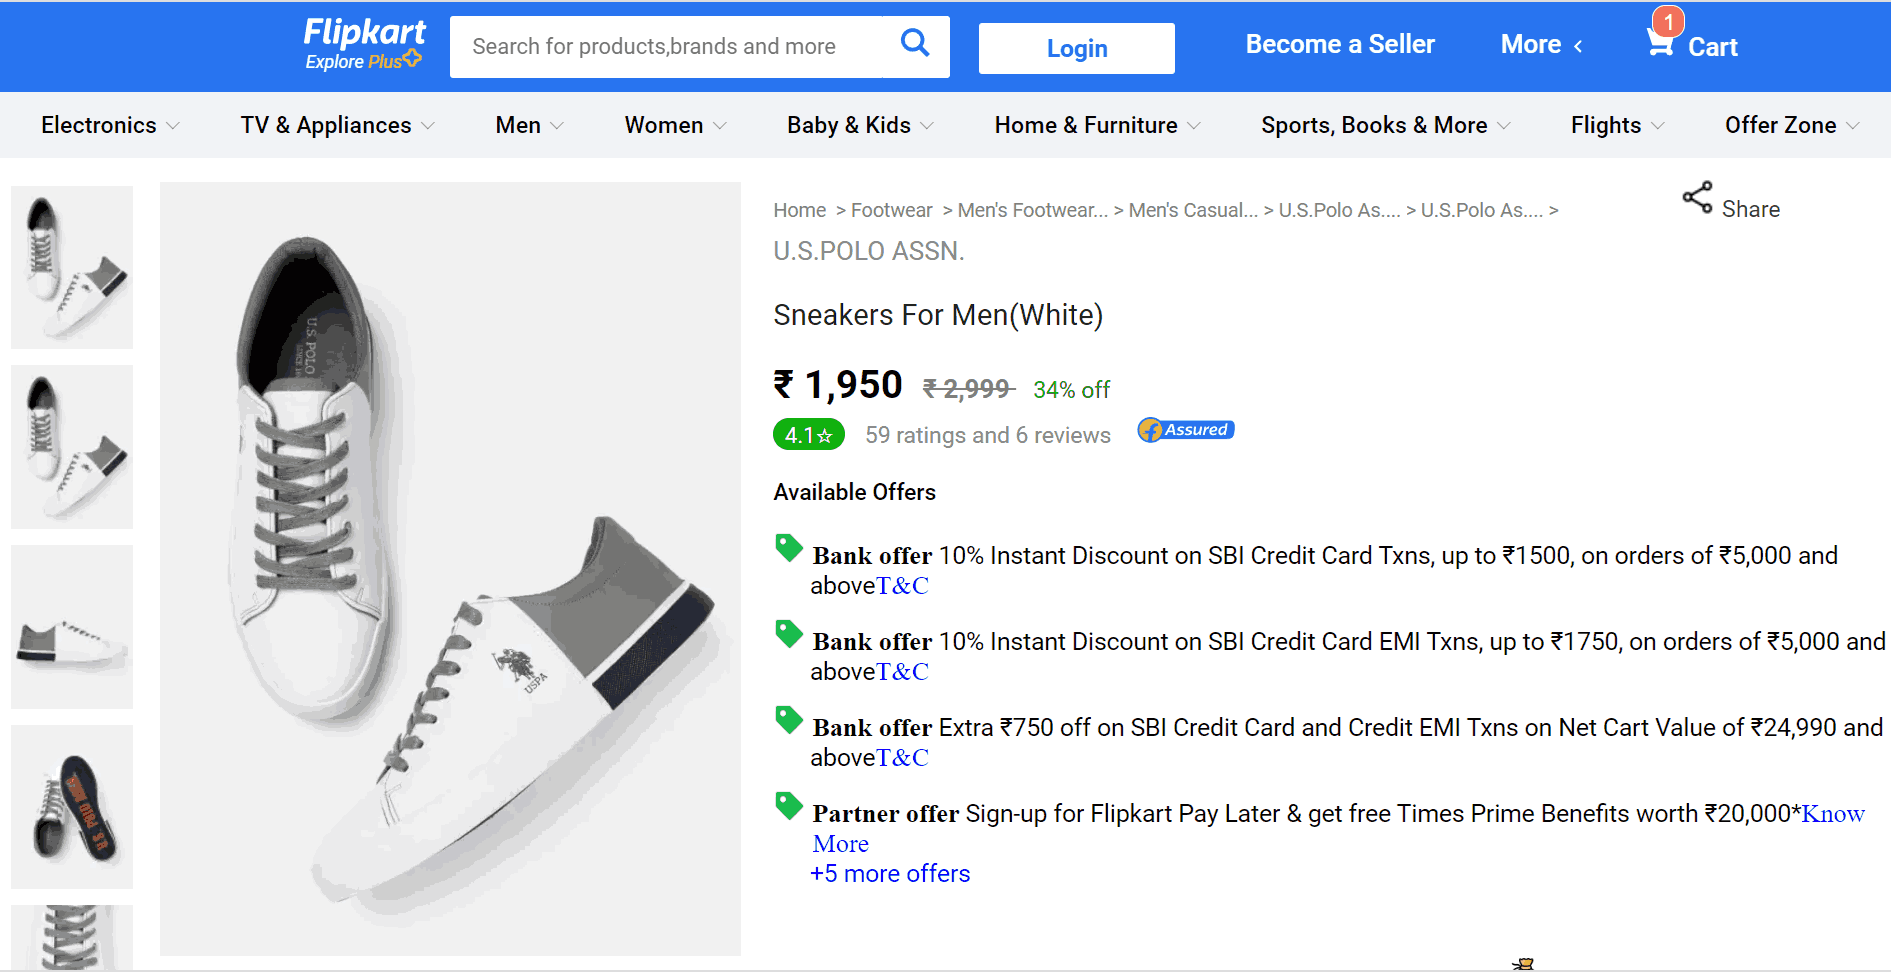 Flipkart
Explore Plus
Search for products,brands and more
Login
Become a Seller
More
1
Cart
Electronics
TV & Appliances
Men
Women
Baby & Kids
Home & Furniture
Sports, Books & More
Flights
Offer Zone
Home > Footwear > Men's Footwear... > Men's Casual... > U.S.Polo As.... > U.S.Polo As.... >
Share
U.S.POLO ASSN.
Sneakers For Men(White)
₹ 1,950 ₹ 2,999 34% off
4.1☆ 59 ratings and 6 reviews
f Assured
Available Offers
Bank offer 10% Instant Discount on SBI Credit Card Txns, up to ₹1500, on orders of ₹5,000 and
aboveT&C
Bank offer 10% Instant Discount on SBI Credit Card EMI Txns, up to ₹1750, on orders of ₹5,000 and
aboveT&C
Bank offer Extra ₹750 off on SBI Credit Card and Credit EMI Txns on Net Cart Value of ₹24,990 and
aboveT&C
Partner offer Sign-up for Flipkart Pay Later & get free Times Prime Benefits worth ₹20,000*Know
More
+5 more offers
U.S. POLO
USPA